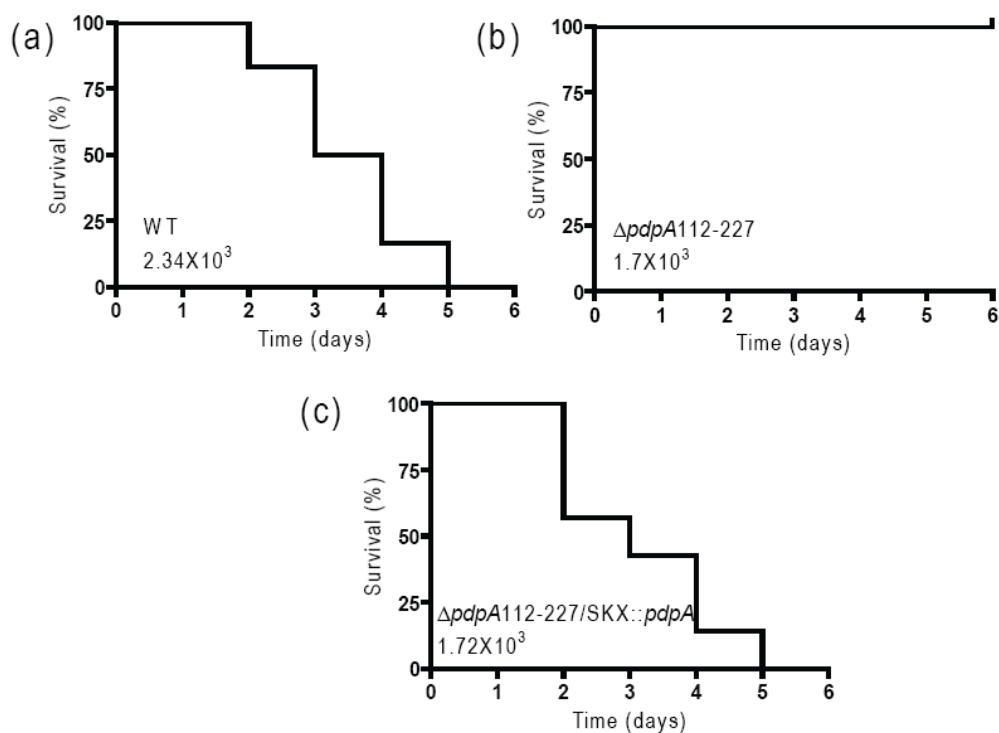 (a)
100
75
50
25
0
Survival (%)
WT
2.34X10³
0 1 2 3 4 5 6
Time (days)
(b)
100
75
50
25
0
Survival (%)
ΔpdpA112-227
1.7X10³
0 1 2 3 4 5 6
Time (days)
(c)
100
75
50
25
0
Survival (%)
ΔpdpA112-227/SKX::pdpA
1.72X10³
0 1 2 3 4 5 6
Time (days)